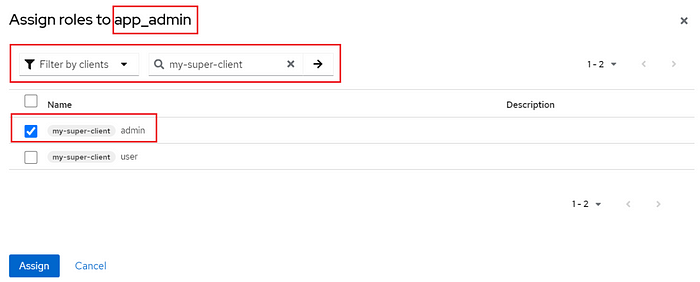 Assign roles to app_admin
Filter by clients my-super-client 1 - 2
Name Description
my-super-client admin
my-super-client user
1 - 2
Assign Cancel